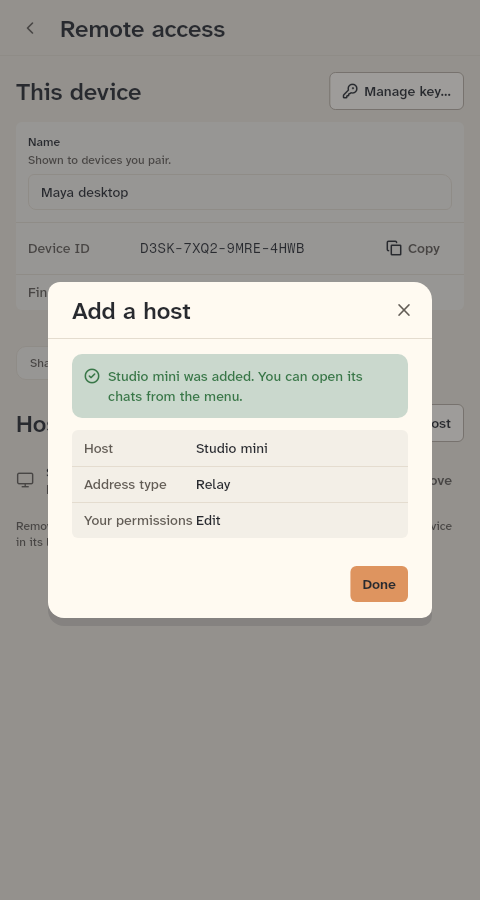 Remote access
This device
Manage key...
Name
Shown to devices you pair.
Maya desktop
Device ID
D3SK-7XQ2-9MRE-4HWB
Copy
Add a host
Studio mini was added. You can open its
chats from the menu.
Host
Studio mini
Address type
Relay
Your permissions
Edit
Done
in its